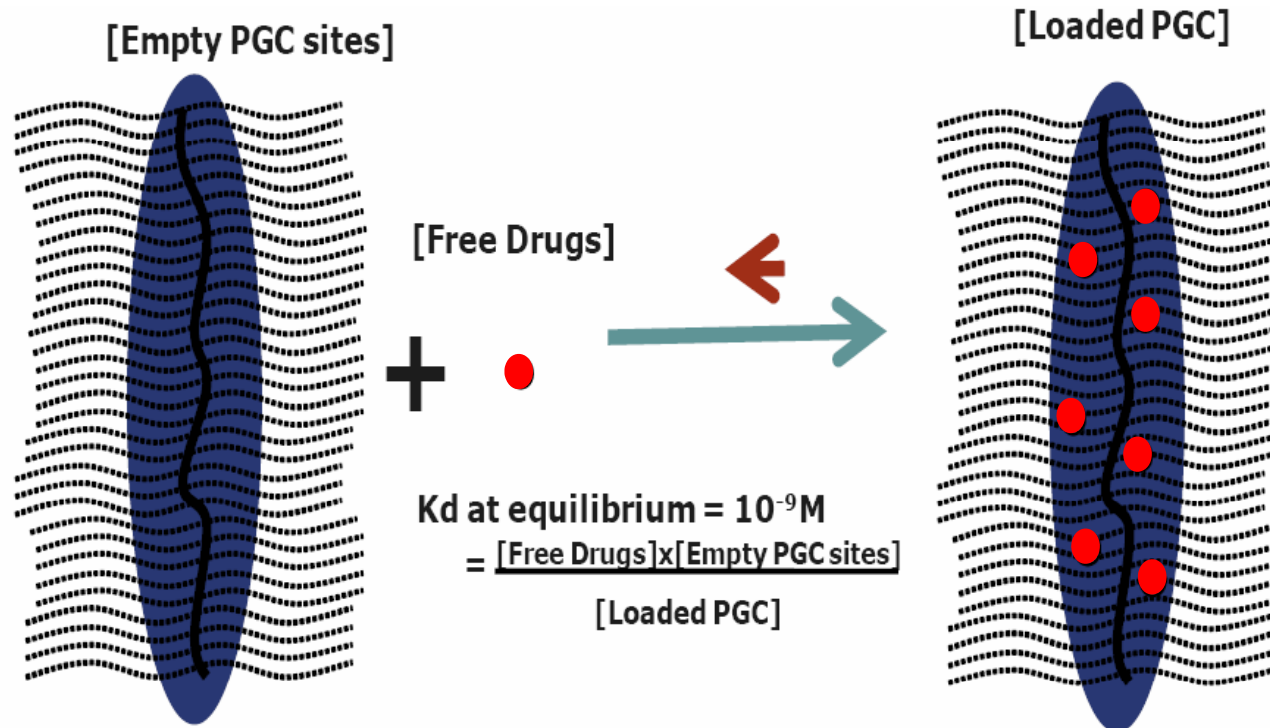 [Empty PGC sites]
[Loaded PGC]
[Free Drugs]
+
Kd at equilibrium = 10⁻⁹M
= [Free Drugs]x[Empty PGC sites]
[Loaded PGC]